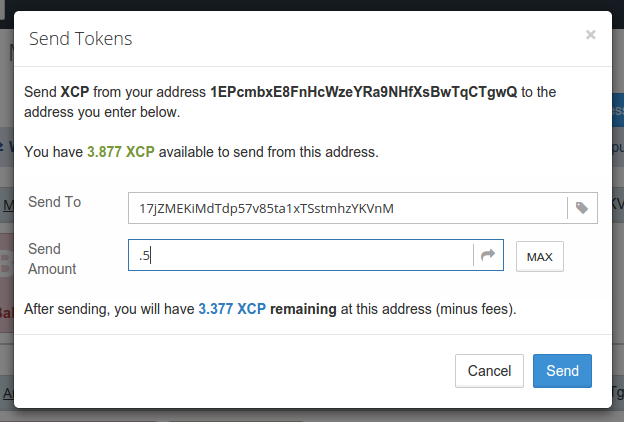 Send Tokens
×
Send XCP from your address 1EPcmbxE8FnHcWzeYRa9NHfXsBwTqCTgwQ to the
address you enter below.
You have 3.877 XCP available to send from this address.
Send To
17jZMEKiMdTdp57v85ta1xTSstmhzYKVnM
Send
Amount
.5
MAX
After sending, you will have 3.377 XCP remaining at this address (minus fees).
Cancel
Send